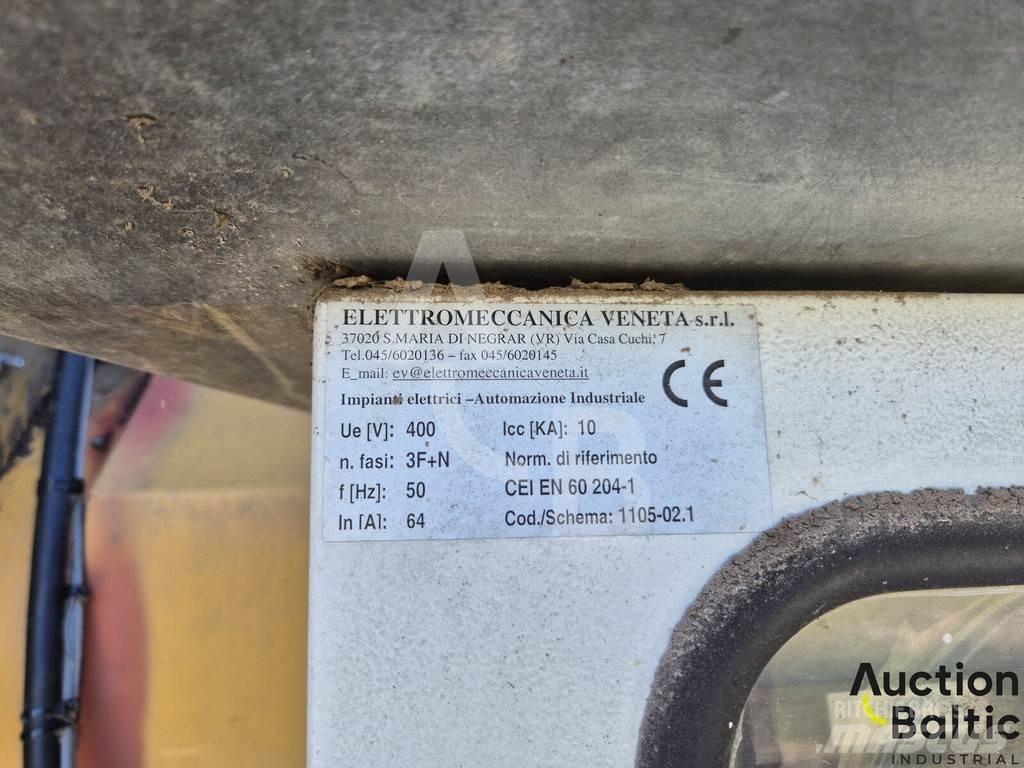 ELETTROMECCANICA VENETA s.r.l.
37020 S.MARIA DI NEGRAR (VR) Via Casa Cuchi, 7
Tel.045/6020136 – fax 045/6020145
E_mail: ev@elettromeccanicaveneta.it
CE
Impianti elettrici –Automazione Industriale
Ue [V]: 400 Icc [KA]: 10
n. fasi: 3F+N Norm. di riferimento
f [Hz]: 50 CEI EN 60 204-1
In [A]: 64 Cod./Schema: 1105-02.1
Auction
Baltic
INDUSTRIAL